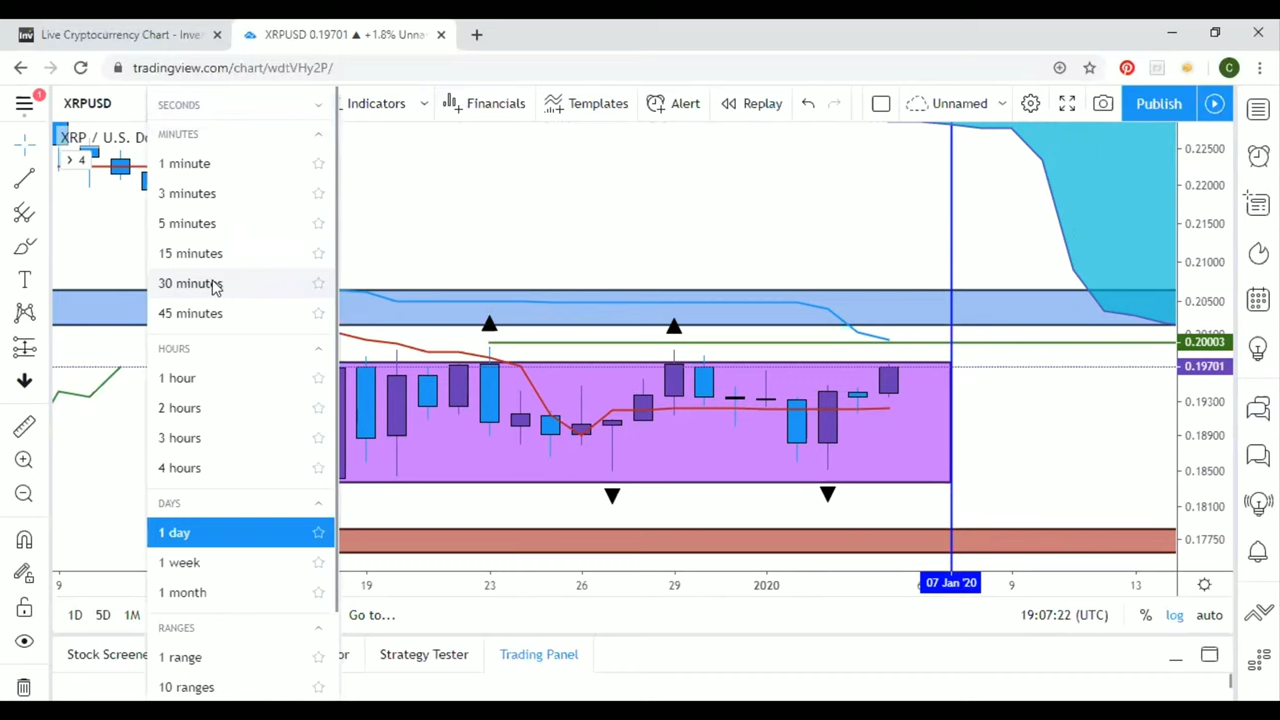 Live Cryptocurrency Chart - Inve
XRPUSD 0.19701 ▲ +1.8% Unna
tradingview.com/chart/wdtVHy2P/
C
1
XRPUSD
Indicators
Financials
Templates
Alert
Replay
Unnamed
Publish
XRP / U.S. Do
4
SECONDS
MINUTES
1 minute
3 minutes
5 minutes
15 minutes
30 minutes
45 minutes
HOURS
1 hour
2 hours
3 hours
4 hours
DAYS
1 day
1 week
1 month
RANGES
1 range
10 ranges
0.22500
0.22000
0.21500
0.21000
0.20500
0.20003
0.19701
0.19300
0.18900
0.18500
0.18100
0.17750
9
19
23
26
29
2020
07 Jan '20
9
13
1D
5D
1M
Go to...
19:07:22 (UTC)
%
log
auto
Stock Screene
or
Strategy Tester
Trading Panel